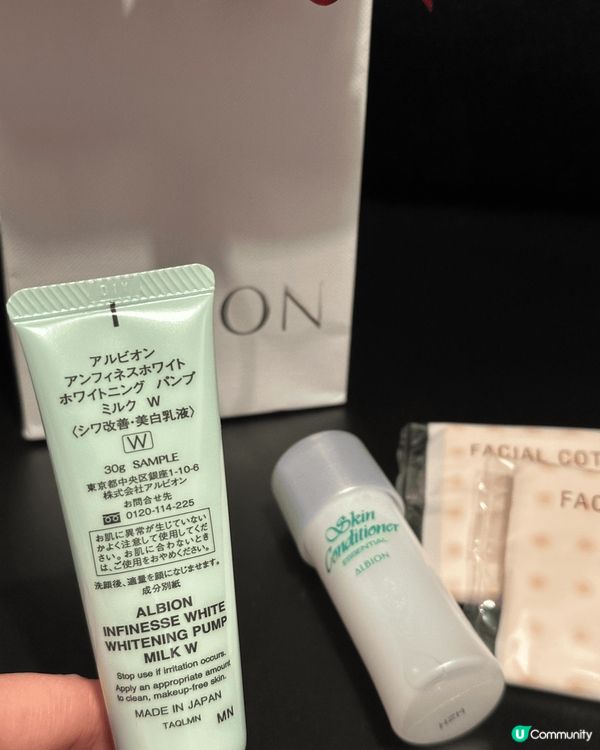 ON
アルビオン
アンフィネスホワイト
ホワイトニング パンプ
ミルク W
〈シワ改善・美白乳液〉
W
30g SAMPLE
東京都中央区銀座1-10-6
株式会社アルビオン
お問合せ先
0120-114-225
お肌に異常が生じていない
かよく注意して使用してくだ
さい。お肌に合わないとき
は、ご使用をおやめください。
洗顔後、適量を顔になじませます。
成分別紙
ALBION
INFINESSE WHITE
WHITENING PUMP
MILK W
Stop use if irritation occurs.
Apply an appropriate amount
to clean, makeup-free skin.
MADE IN JAPAN
TAQLMN
MN
Skin
Conditioner
ESSENTIAL
ALBION
FACIAL COT
FAC
U Community